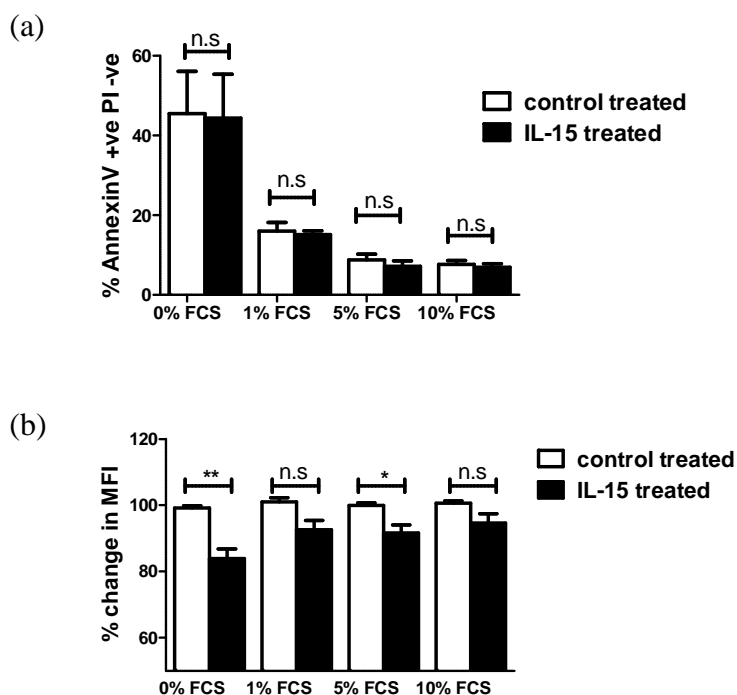 (a)
n.s
60
40
20
0
% AnnexinV +ve PI -ve
n.s
n.s
n.s
control treated
IL-15 treated
0% FCS 1% FCS 5% FCS 10% FCS
(b)
120
100
80
60
% change in MFI
**
n.s
*
n.s
control treated
IL-15 treated
0% FCS 1% FCS 5% FCS 10% FCS